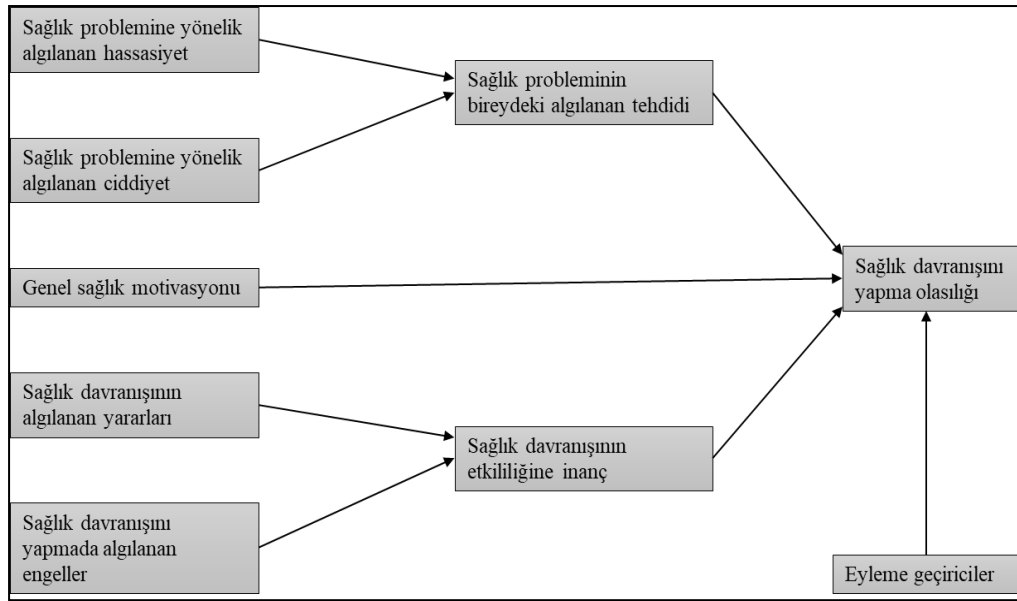 Sağlık problemine yönelik
algılanan hassasiyet
Sağlık probleminin
bireydeki algılanan tehdidi
Sağlık problemine yönelik
algılanan ciddiyet
Genel sağlık motivasyonu
Sağlık davranışını
yapma olasılığı
Sağlık davranışının
algılanan yararları
Sağlık davranışının
etkililiğine inanç
Sağlık davranışını
yapmada algılanan
engeller
Eyleme geçiriciler